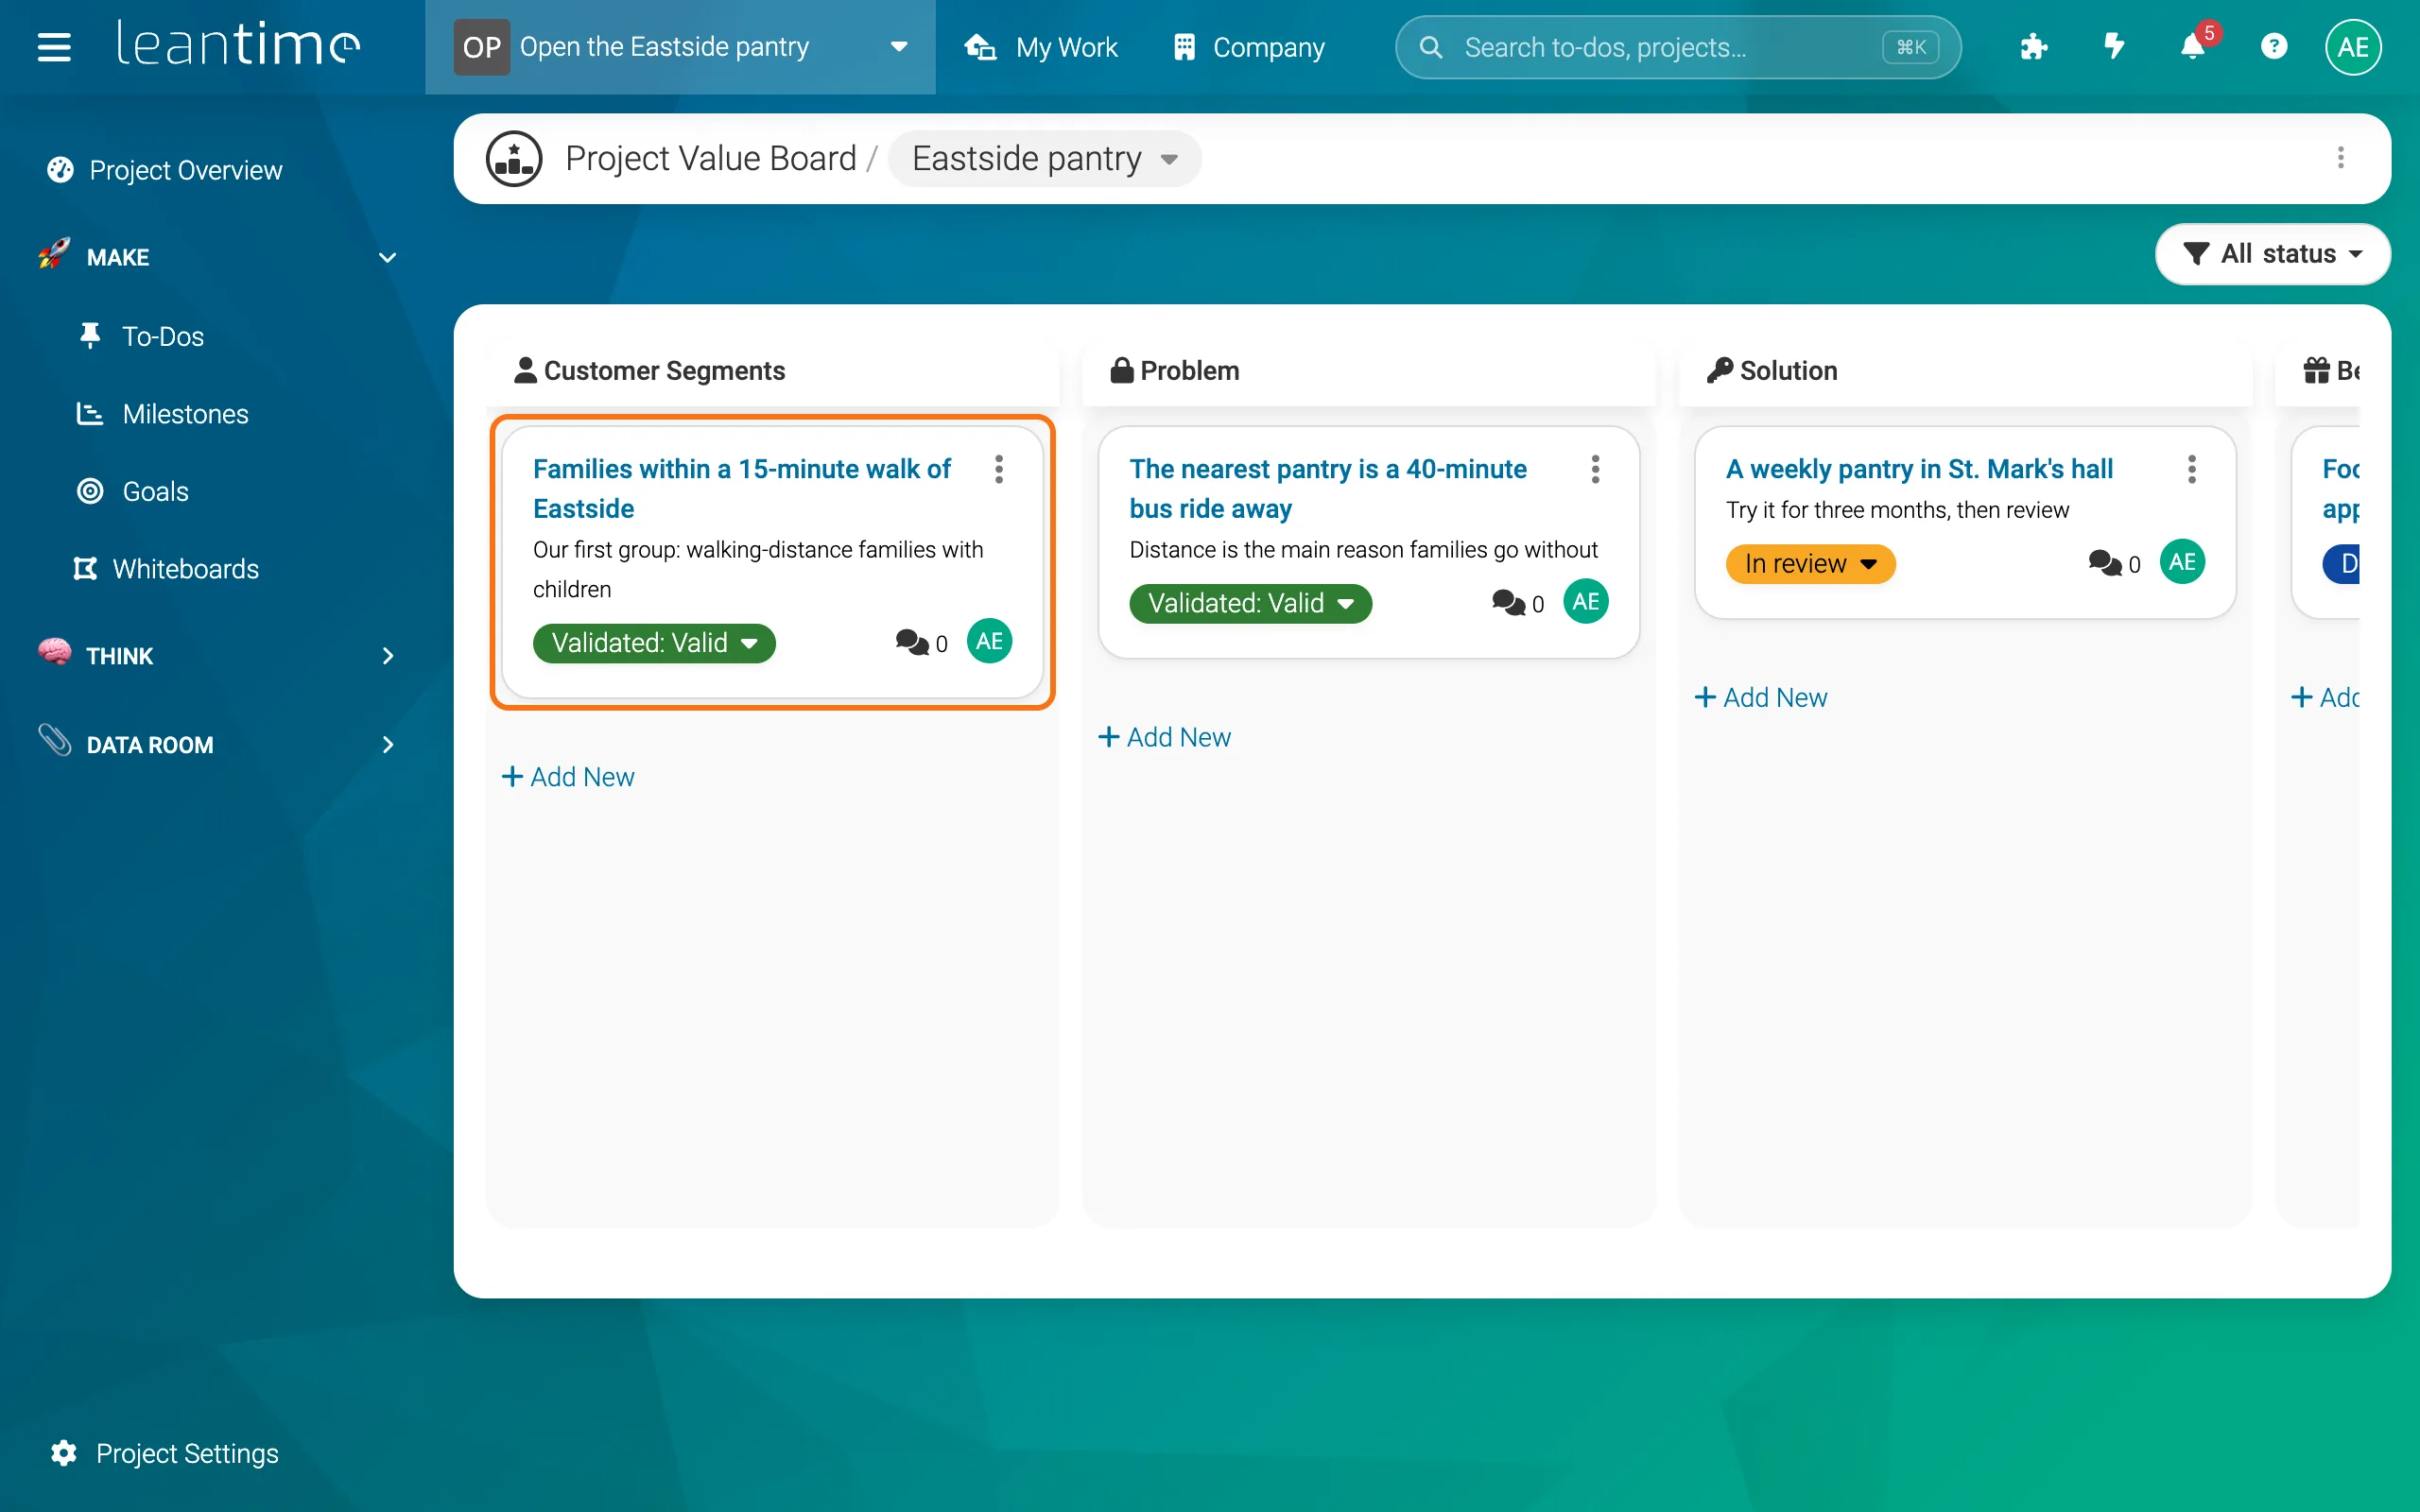 leantime
OP Open the Eastside pantry
My Work
Company
Search to-dos, projects...
⌘K
5
?
AE
Project Overview
MAKE
To-Dos
Milestones
Goals
Whiteboards
THINK
DATA ROOM
Project Settings
Project Value Board / Eastside pantry
All status
Customer Segments
Families within a 15-minute walk of
Eastside
Our first group: walking-distance families with
children
Validated: Valid
0
AE
+ Add New
Problem
The nearest pantry is a 40-minute
bus ride away
Distance is the main reason families go without
Validated: Valid
0
AE
+ Add New
Solution
A weekly pantry in St. Mark's hall
Try it for three months, then review
In review
0
AE
+ Add New